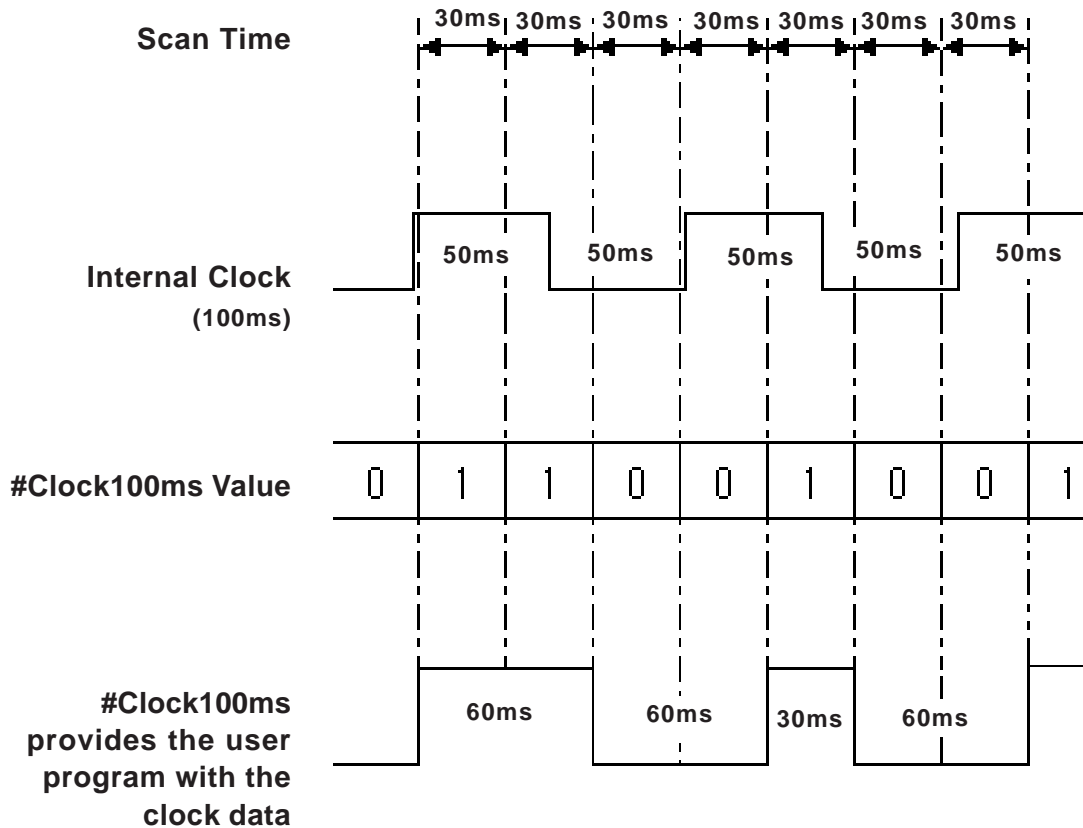 30ms 30ms 30ms 30ms 30ms 30ms 30ms
Scan Time
50ms 50ms 50ms 50ms 50ms
Internal Clock
(100ms)
#Clock100ms Value 0 1 1 0 0 1 0 0 1
#Clock100ms
provides the user
program with the
clock data
60ms 60ms 30ms 60ms